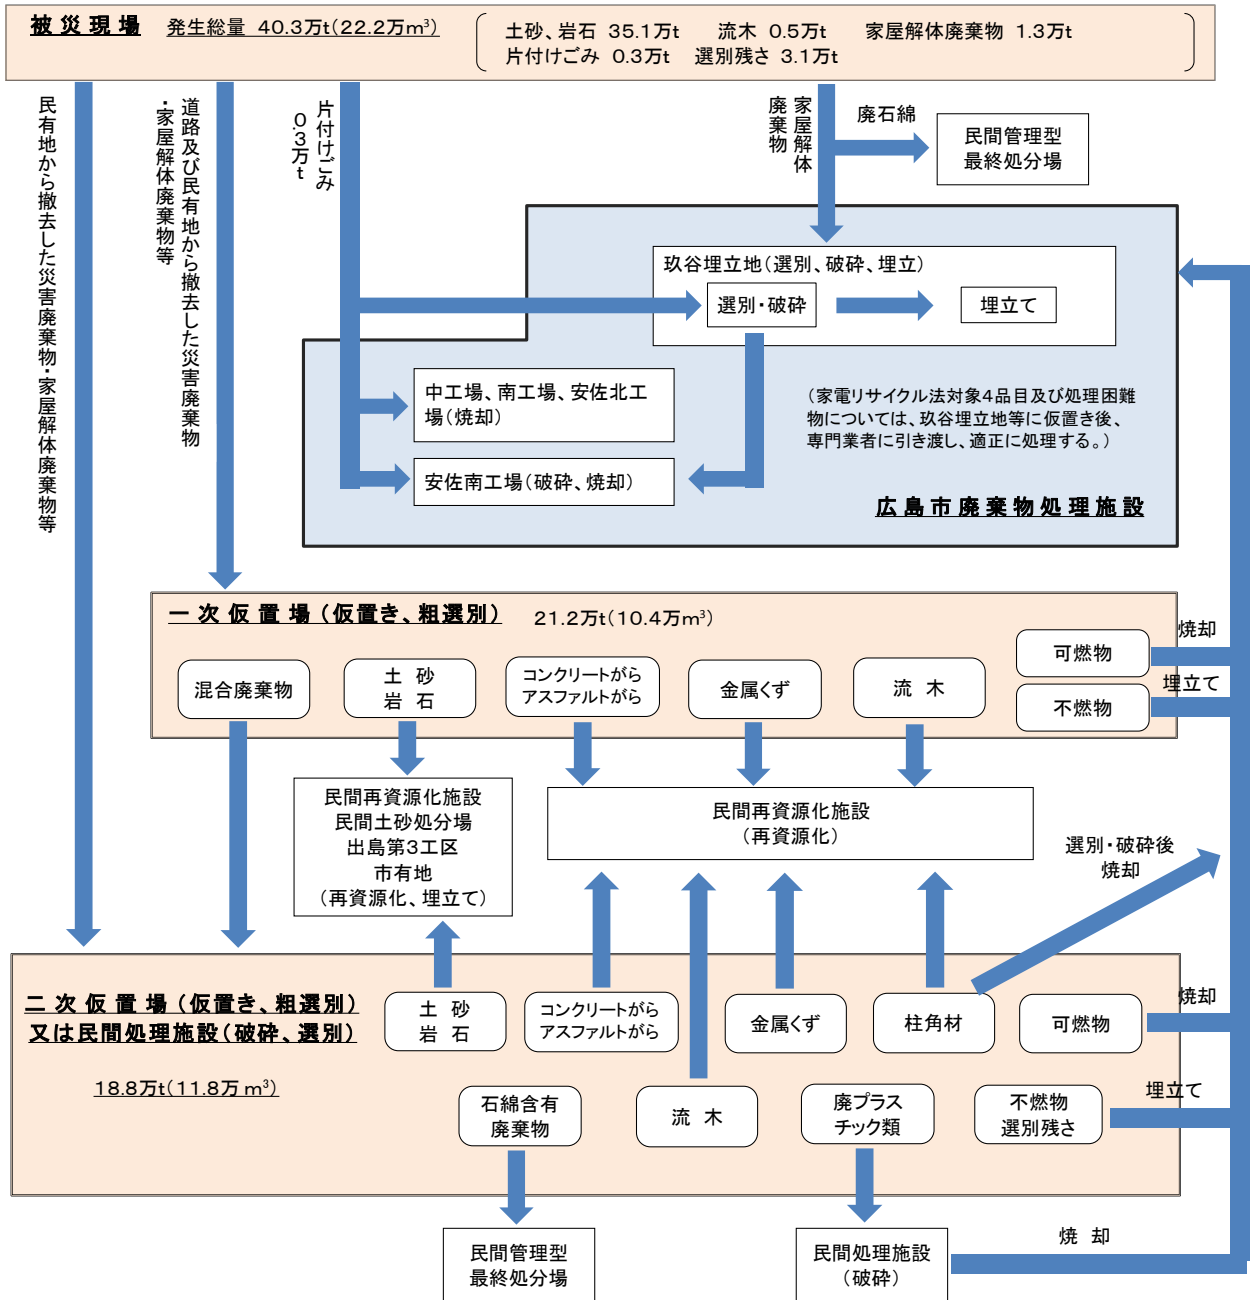 被災現場 発生総量 40.3万t(22.2万m³)
土砂、岩石 35.1万t 流木 0.5万t 家屋解体廃棄物 1.3万t
片付けごみ 0.3万t 選別残さ 3.1万t
民有地から撤去した災害廃棄物・家屋解体廃棄物等
道路及び民有地から撤去した災害廃棄物
・家屋解体廃棄物等
片付けごみ
0.3万t
家屋解体
廃棄物
廃石綿
民間管理型
最終処分場
玖谷埋立地(選別、破砕、埋立)
選別・破砕
埋立て
中工場、南工場、安佐北工
場(焼却)
安佐南工場(破砕、焼却)
(家電リサイクル法対象4品目及び処理困難
物については、玖谷埋立地等に仮置き後、
専門業者に引き渡し、適正に処理する。)
広島市廃棄物処理施設
一次仮置場(仮置き、粗選別) 21.2万t(10.4万m³)
混合廃棄物
土 砂
岩 石
コンクリートがら
アスファルトがら
金属くず
流 木
可燃物
不燃物
焼却
埋立て
民間再資源化施設
民間土砂処分場
出島第3工区
市有地
(再資源化、埋立て)
民間再資源化施設
(再資源化)
選別・破砕後
焼却
二次仮置場(仮置き、粗選別)
又は民間処理施設(破砕、選別)
18.8万t(11.8万m³)
土 砂
岩 石
コンクリートがら
アスファルトがら
金属くず
柱角材
可燃物
焼却
石綿含有
廃棄物
流 木
廃プラス
チック類
不燃物
選別残さ
埋立て
民間管理型
最終処分場
民間処理施設
(破砕)
焼 却